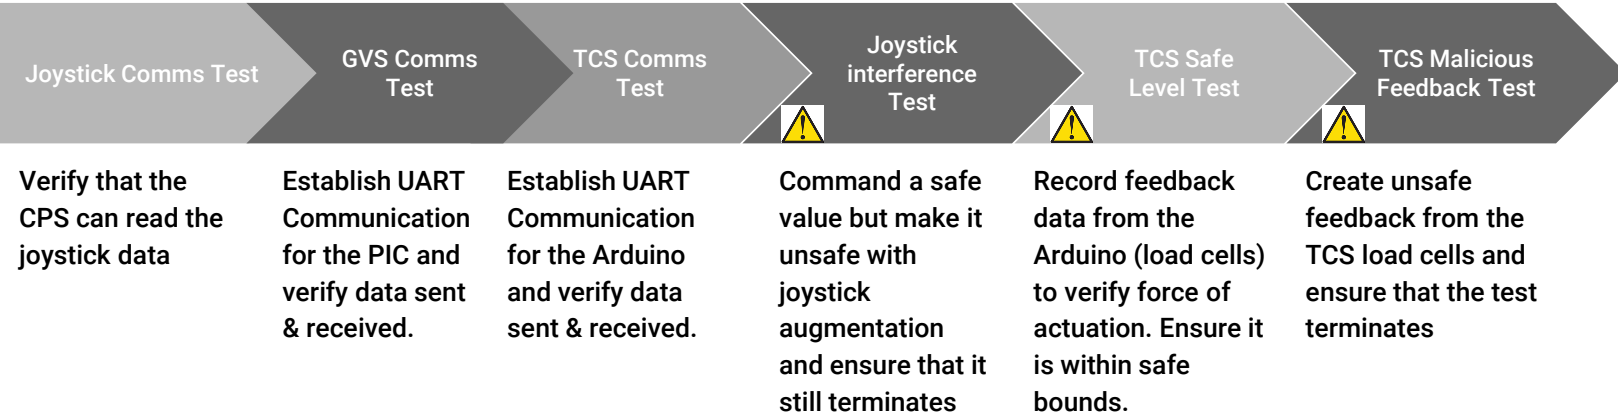 Joystick Comms Test
GVS Comms
Test
TCS Comms
Test
Joystick
interference
Test
TCS Safe
Level Test
TCS Malicious
Feedback Test
Verify that the
CPS can read the
joystick data
Establish UART
Communication
for the PIC and
verify data sent
& received.
Establish UART
Communication
for the Arduino
and verify data
sent & received.
Command a safe
value but make it
unsafe with
joystick
augmentation
and ensure that it
still terminates
Record feedback
data from the
Arduino (load cells)
to verify force of
actuation. Ensure it
is within safe
bounds.
Create unsafe
feedback from the
TCS load cells and
ensure that the test
terminates